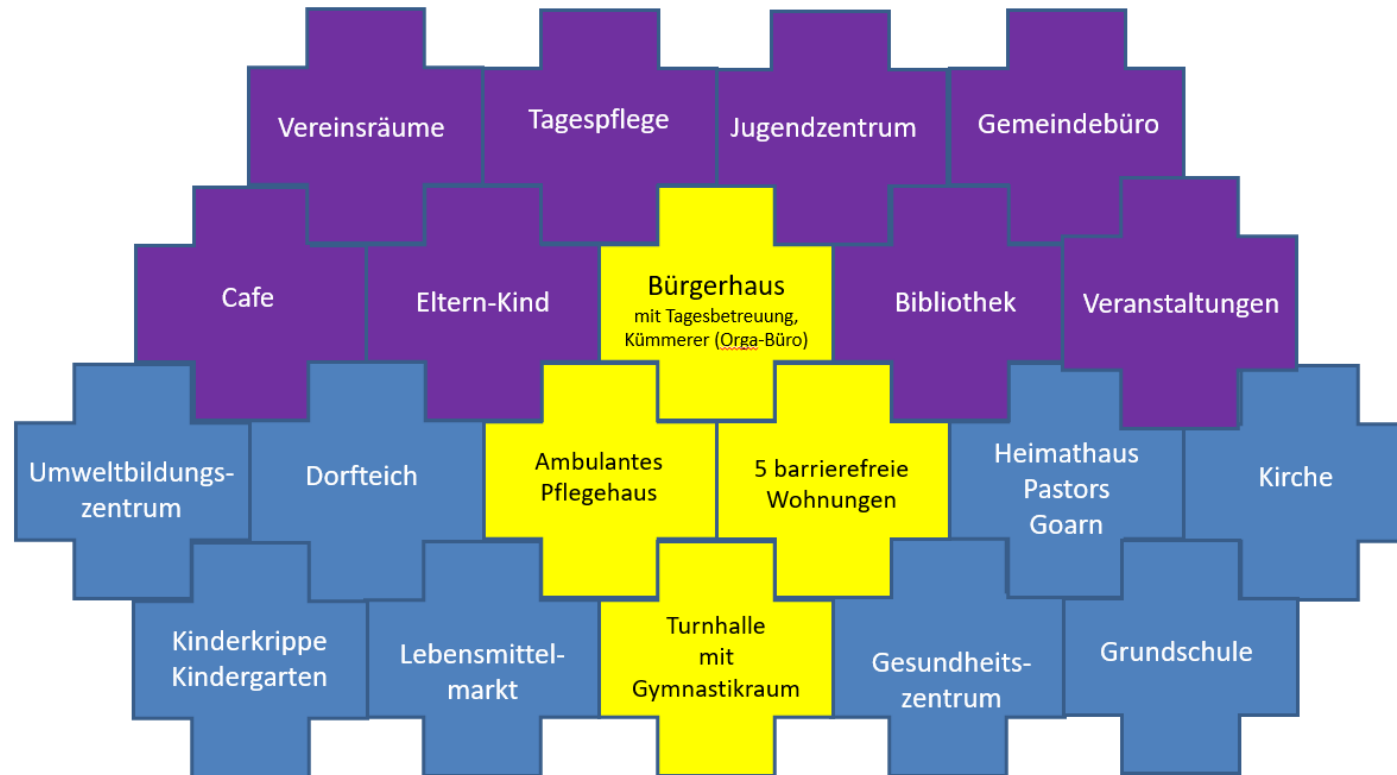 Vereinsräume
Tagespflege
Jugendzentrum
Gemeindebüro
Cafe
Eltern-Kind
Bürgerhaus
mit Tagesbetreuung,
Kümmerer (Orga-Büro)
Bibliothek
Veranstaltungen
Umweltbildungs-
zentrum
Dorfteich
Ambulantes
Pflegehaus
5 barrierefreie
Wohnungen
Heimathaus
Pastors
Goarn
Kirche
Kinderkrippe
Kindergarten
Lebensmittel-
markt
Turnhalle
mit
Gymnastikraum
Gesundheits-
zentrum
Grundschule